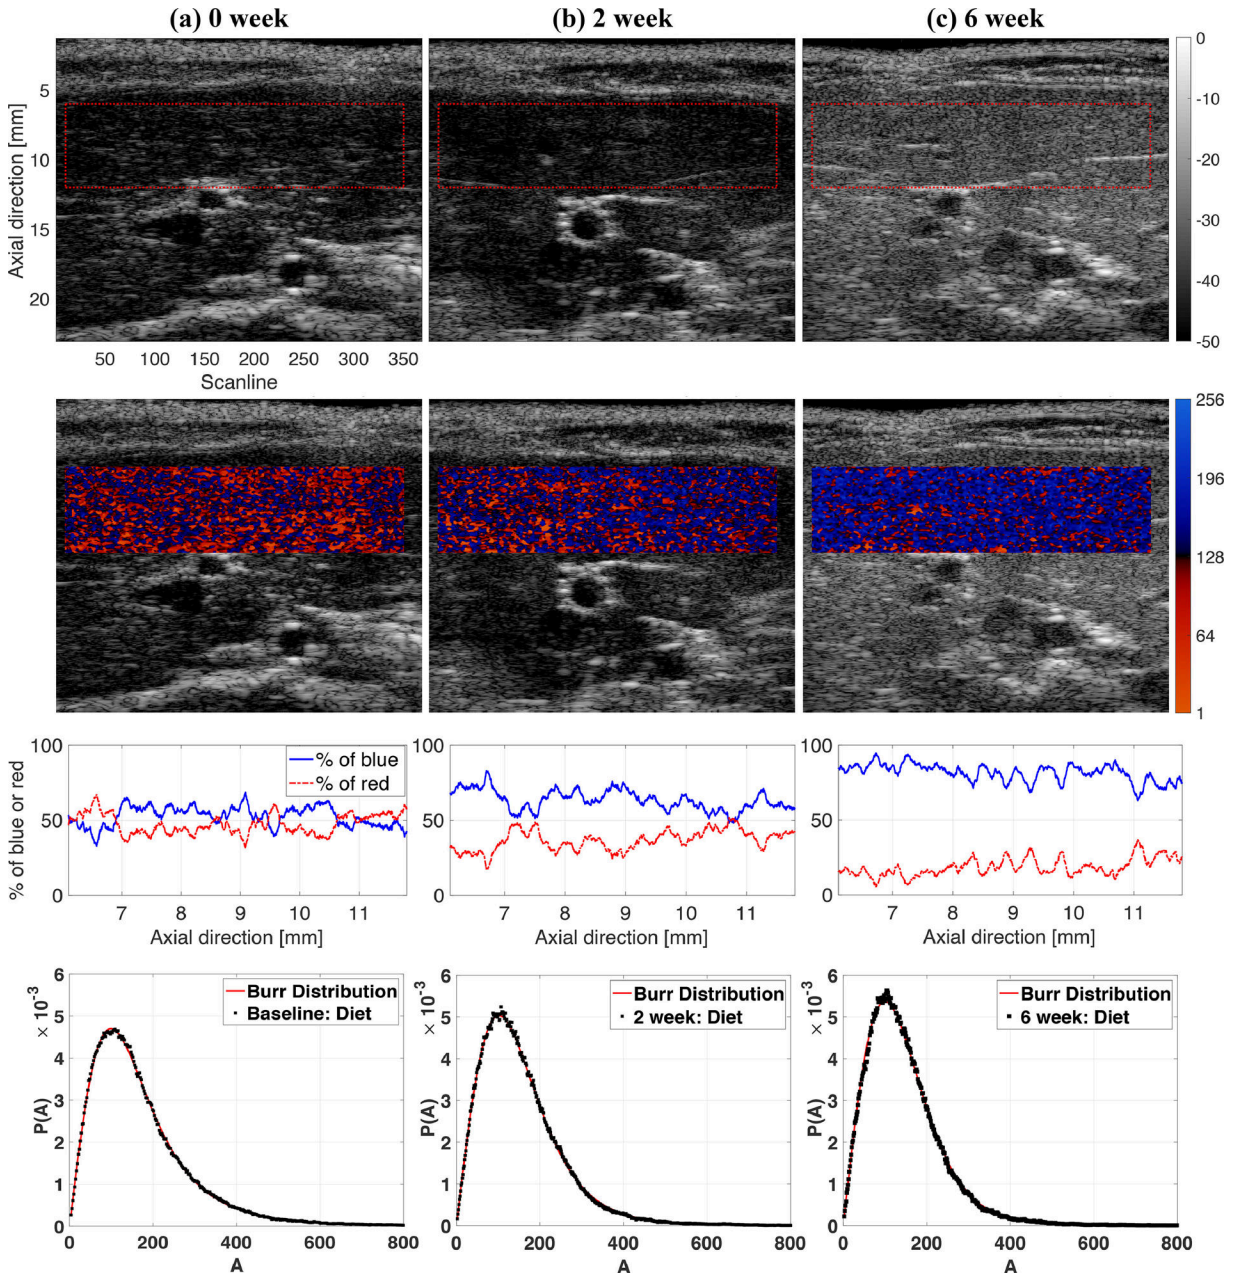 (a) 0 week (b) 2 week (c) 6 week
Axial direction [mm]
5
10
15
20
50 100 150 200 250 300 350
Scanline
0
-10
-20
-30
-40
-50
256
196
128
64
1
% of blue or red
100
50
0
% of blue
% of red
7 8 9 10 11
Axial direction [mm]
100
50
0
7 8 9 10 11
Axial direction [mm]
100
50
0
7 8 9 10 11
Axial direction [mm]
× 10⁻³
P(A)
6
5
4
3
2
1
0
Burr Distribution
Baseline: Diet
0 200 400 600 800
A
× 10⁻³
P(A)
6
5
4
3
2
1
0
Burr Distribution
2 week: Diet
0 200 400 600 800
A
× 10⁻³
P(A)
6
5
4
3
2
1
0
Burr Distribution
6 week: Diet
0 200 400 600 800
A